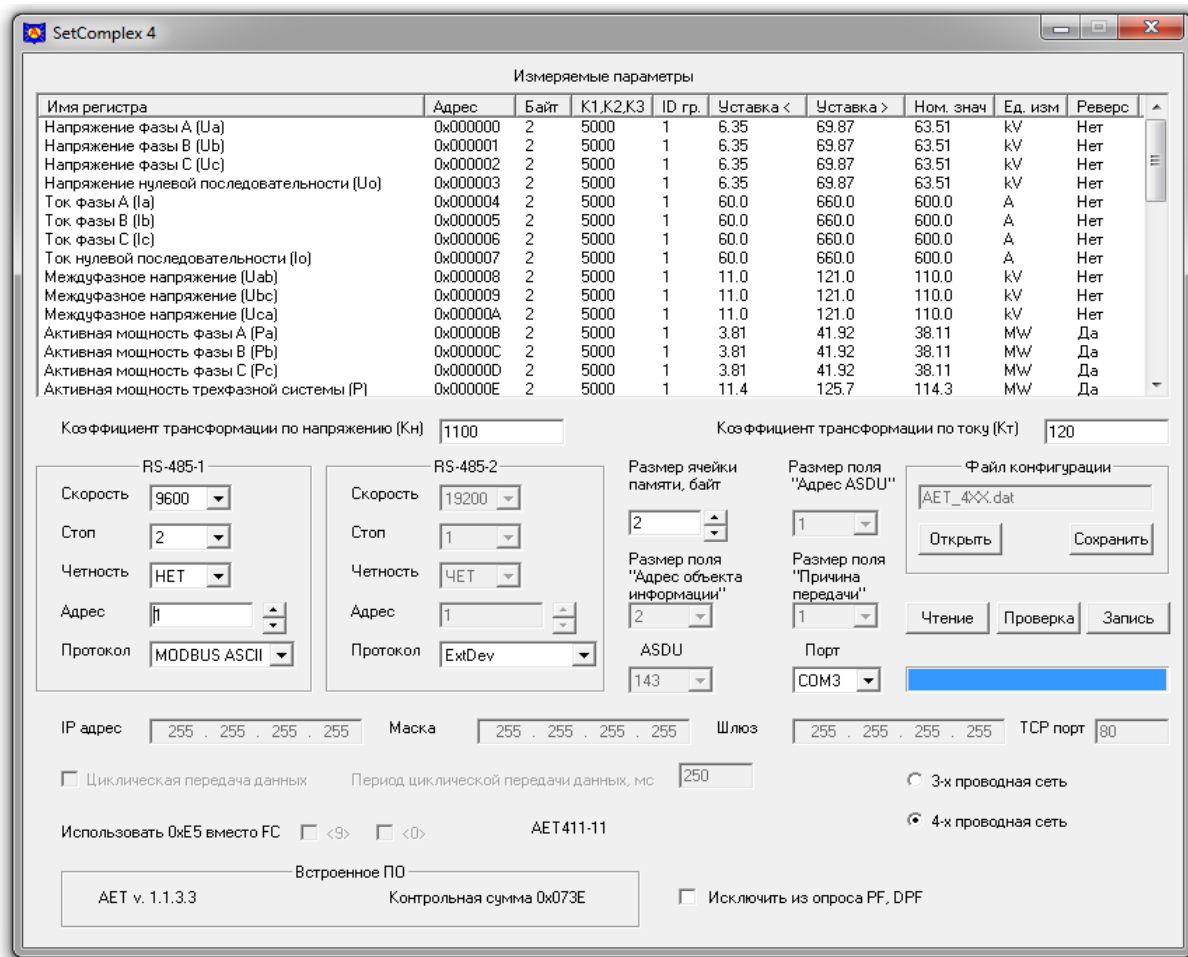 SetComplex 4
Измеряемые параметры
Имя регистра Адрес Байт K1,K2,K3 ID гр. Уставка < Уставка > Ном. знач Ед. изм Реверс
Напряжение фазы A (Ua) 0x000000 2 5000 1 6.35 69.87 63.51 kV Нет
Напряжение фазы B (Ub) 0x000001 2 5000 1 6.35 69.87 63.51 kV Нет
Напряжение фазы C (Uc) 0x000002 2 5000 1 6.35 69.87 63.51 kV Нет
Напряжение нулевой последовательности (Uo) 0x000003 2 5000 1 6.35 69.87 63.51 kV Нет
Ток фазы A (Ia) 0x000004 2 5000 1 60.0 660.0 600.0 A Нет
Ток фазы B (Ib) 0x000005 2 5000 1 60.0 660.0 600.0 A Нет
Ток фазы C (Ic) 0x000006 2 5000 1 60.0 660.0 600.0 A Нет
Ток нулевой последовательности (Io) 0x000007 2 5000 1 60.0 660.0 600.0 A Нет
Междуфазное напряжение (Uab) 0x000008 2 5000 1 11.0 121.0 110.0 kV Нет
Междуфазное напряжение (Ubc) 0x000009 2 5000 1 11.0 121.0 110.0 kV Нет
Междуфазное напряжение (Uca) 0x00000A 2 5000 1 11.0 121.0 110.0 kV Нет
Активная мощность фазы A (Pa) 0x00000B 2 5000 1 3.81 41.92 38.11 MW Да
Активная мощность фазы B (Pb) 0x00000C 2 5000 1 3.81 41.92 38.11 MW Да
Активная мощность фазы C (Pc) 0x00000D 2 5000 1 3.81 41.92 38.11 MW Да
Активная мощность трехфазной системы (P) 0x00000E 2 5000 1 11.4 125.7 114.3 MW Да
Коэффициент трансформации по напряжению (Кн) 1100 Коэффициент трансформации по току (Кт) 120
RS-485-1
Скорость 9600
Стоп 2
Четность НЕТ
Адрес 1
Протокол MODBUS ASCII
RS-485-2
Скорость 19200
Стоп 1
Четность ЧЕТ
Адрес 1
Протокол ExtDev
Размер ячейки
памяти, байт
2
Размер поля
"Адрес объекта
информации"
2
ASDU
143
Размер поля
"Адрес ASDU"
1
Размер поля
"Причина
передачи"
1
Порт
COM3
Файл конфигурации
AET_4XX.dat
Открыть Сохранить
Чтение Проверка Запись
IP адрес 255 . 255 . 255 . 255 Маска 255 . 255 . 255 . 255 Шлюз 255 . 255 . 255 . 255 TCP порт 80
Циклическая передача данных Период циклической передачи данных, мс 250
3-х проводная сеть
Использовать 0xE5 вместо FC <9> <0> AET411-11
4-х проводная сеть
Встроенное ПО
AET v. 1.1.3.3 Контрольная сумма 0x073E
Исключить из опроса PF, DPF